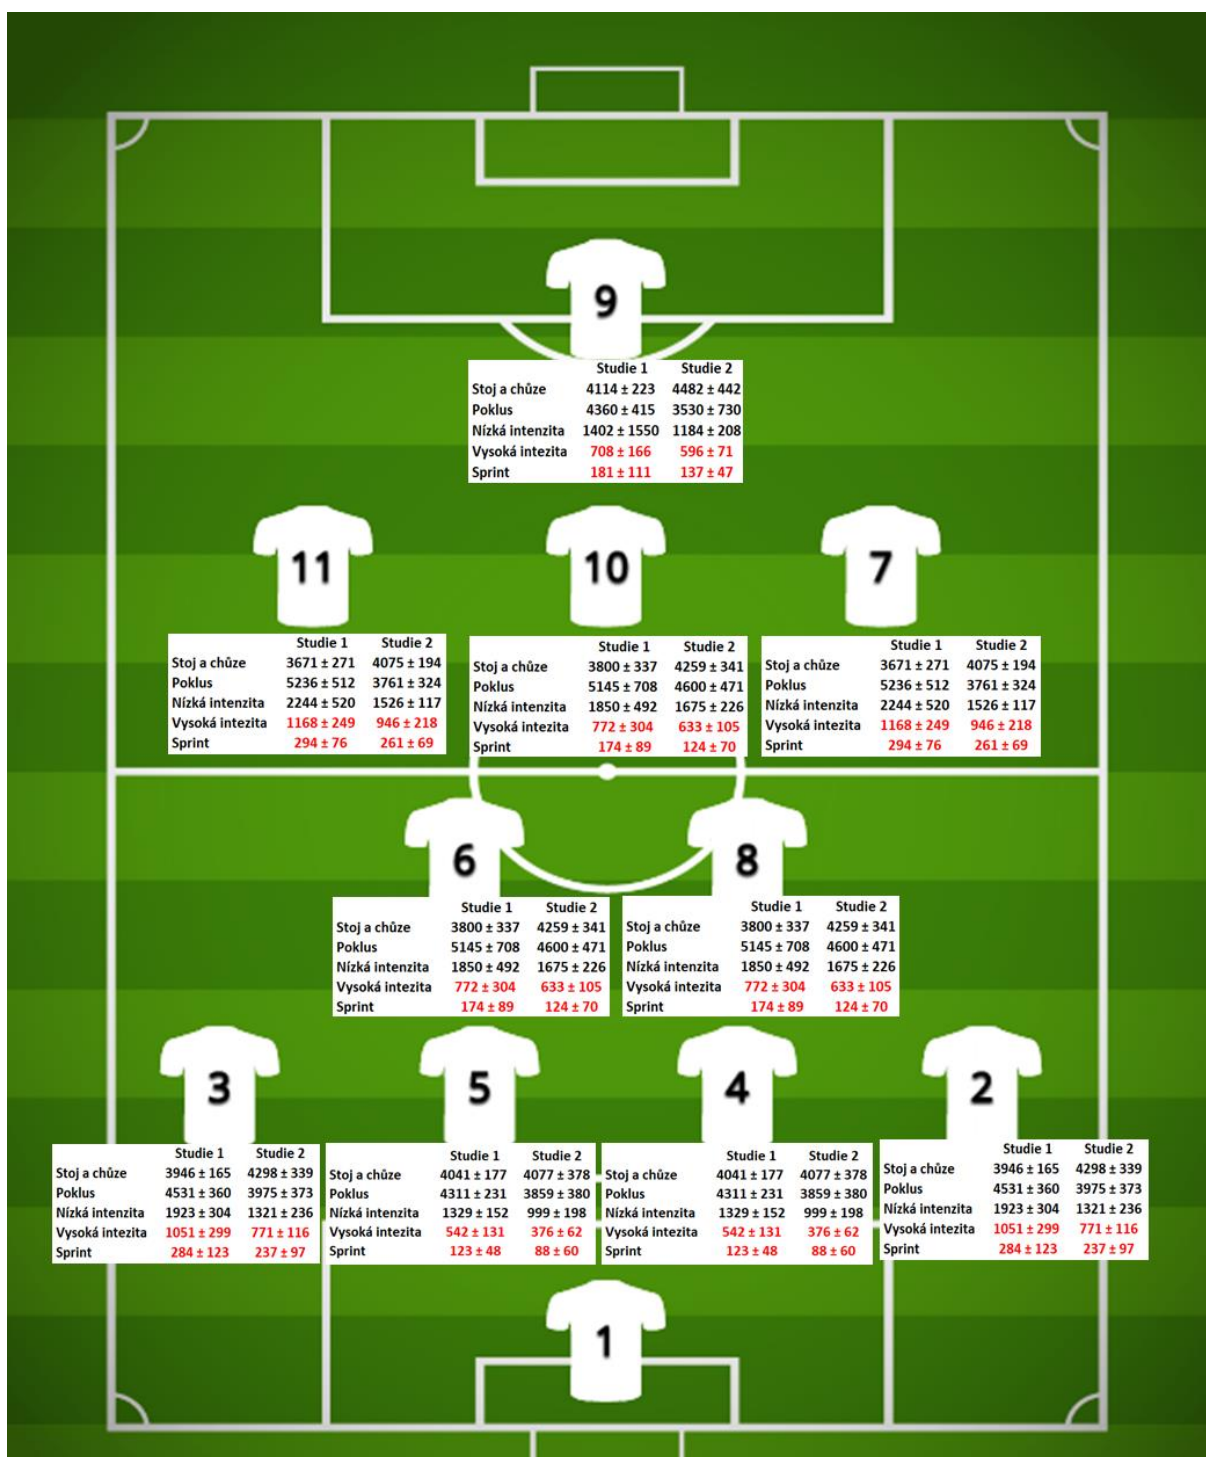 9
Studie 1 Studie 2
Stoj a chůze 4114 ± 223 4482 ± 442
Poklus 4360 ± 415 3530 ± 730
Nízká intenzita 1402 ± 1550 1184 ± 208
Vysoká intezita 708 ± 166 596 ± 71
Sprint 181 ± 111 137 ± 47
11
Studie 1 Studie 2
Stoj a chůze 3671 ± 271 4075 ± 194
Poklus 5236 ± 512 3761 ± 324
Nízká intenzita 2244 ± 520 1526 ± 117
Vysoká intezita 1168 ± 249 946 ± 218
Sprint 294 ± 76 261 ± 69
10
Studie 1 Studie 2
Stoj a chůze 3800 ± 337 4259 ± 341
Poklus 5145 ± 708 4600 ± 471
Nízká intenzita 1850 ± 492 1675 ± 226
Vysoká intezita 772 ± 304 633 ± 105
Sprint 174 ± 89 124 ± 70
7
Studie 1 Studie 2
Stoj a chůze 3671 ± 271 4075 ± 194
Poklus 5236 ± 512 3761 ± 324
Nízká intenzita 2244 ± 520 1526 ± 117
Vysoká intezita 1168 ± 249 946 ± 218
Sprint 294 ± 76 261 ± 69
6
Studie 1 Studie 2
Stoj a chůze 3800 ± 337 4259 ± 341
Poklus 5145 ± 708 4600 ± 471
Nízká intenzita 1850 ± 492 1675 ± 226
Vysoká intezita 772 ± 304 633 ± 105
Sprint 174 ± 89 124 ± 70
8
Studie 1 Studie 2
Stoj a chůze 3800 ± 337 4259 ± 341
Poklus 5145 ± 708 4600 ± 471
Nízká intenzita 1850 ± 492 1675 ± 226
Vysoká intezita 772 ± 304 633 ± 105
Sprint 174 ± 89 124 ± 70
3
Studie 1 Studie 2
Stoj a chůze 3946 ± 165 4298 ± 339
Poklus 4531 ± 360 3975 ± 373
Nízká intenzita 1923 ± 304 1321 ± 236
Vysoká intezita 1051 ± 299 771 ± 116
Sprint 284 ± 123 237 ± 97
5
Studie 1 Studie 2
Stoj a chůze 4041 ± 177 4077 ± 378
Poklus 4311 ± 231 3859 ± 380
Nízká intenzita 1329 ± 152 999 ± 198
Vysoká intezita 542 ± 131 376 ± 62
Sprint 123 ± 48 88 ± 60
4
Studie 1 Studie 2
Stoj a chůze 4041 ± 177 4077 ± 378
Poklus 4311 ± 231 3859 ± 380
Nízká intenzita 1329 ± 152 999 ± 198
Vysoká intezita 542 ± 131 376 ± 62
Sprint 123 ± 48 88 ± 60
2
Studie 1 Studie 2
Stoj a chůze 3946 ± 165 4298 ± 339
Poklus 4531 ± 360 3975 ± 373
Nízká intenzita 1923 ± 304 1321 ± 236
Vysoká intezita 1051 ± 299 771 ± 116
Sprint 284 ± 123 237 ± 97
1